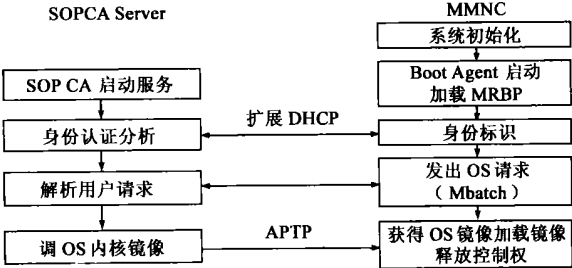 SOPCA Server
MMNC
系统初始化
SOP CA 启动服务
Boot Agent 启动
加载 MRBP
身份认证分析
扩展 DHCP
身份标识
解析用户请求
发出 OS 请求
（Mbatch）
调 OS 内核镜像
APTP
获得 OS 镜像加载镜像
释放控制权